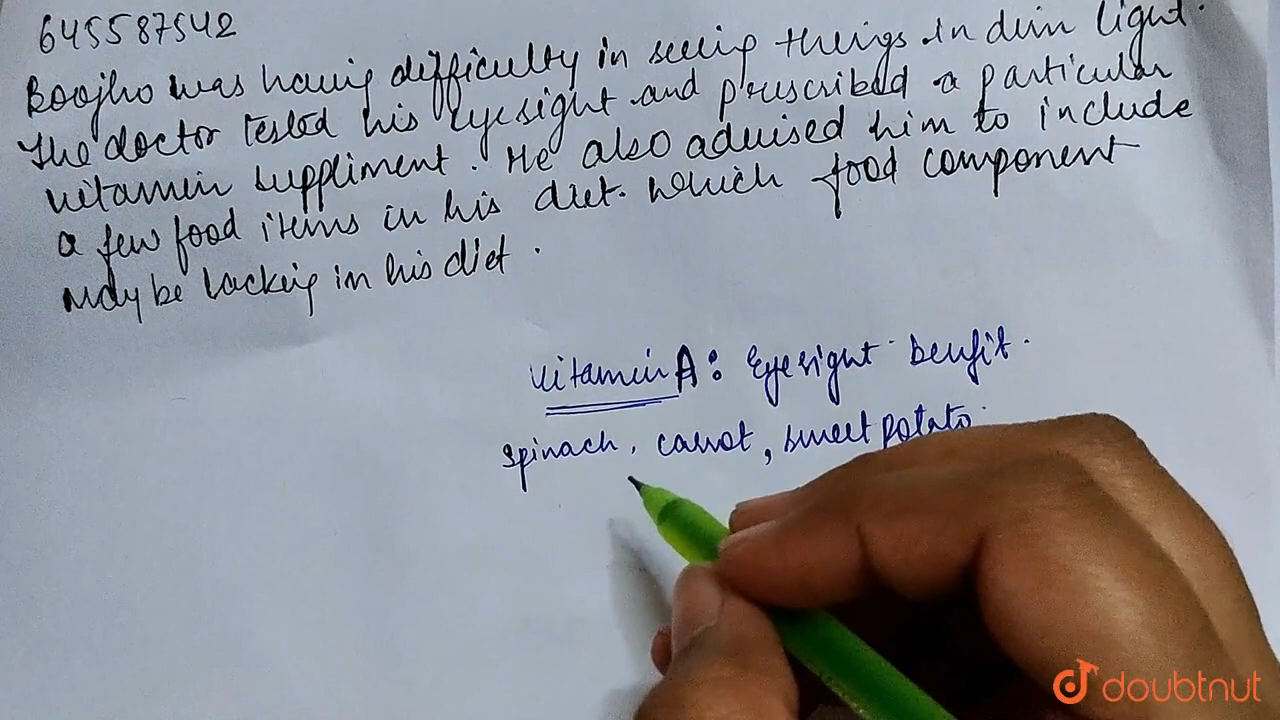 645587542
Boojho was having difficulty in seeing things in dim light.
The doctor tested his eyesight and prescribed a particular
vitamin suppliment. He also advised him to include
a few food items in his diet. which food component
may be lacking in his diet.
vitamin A: Eyesight benefit.
spinach, carrot, sweet potato
doubtnut